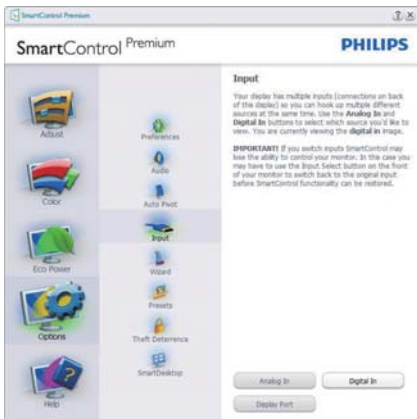 SmartControl Premium
SmartControl Premium
PHILIPS
Adjust
Color
Eco Power
Options
Help
Preferences
Audio
Auto Pivot
Input
Wizard
Presets
Theft Deterrence
SmartDesktop
Input
Your display has multiple inputs (connections on back
of this display) so you can hook up multiple different
sources at the same time. Use the Analog In and
Digital In buttons to select which source you'd like to
view. You are currently viewing the digital in image.
IMPORTANT! If you switch inputs SmartControl may
lose the ability to control your monitor. In the case you
may have to use the Input Select button on the front
of your monitor to switch back to the original input
before SmartControl functionality can be restored.
Analog In
Digital In
Display Port